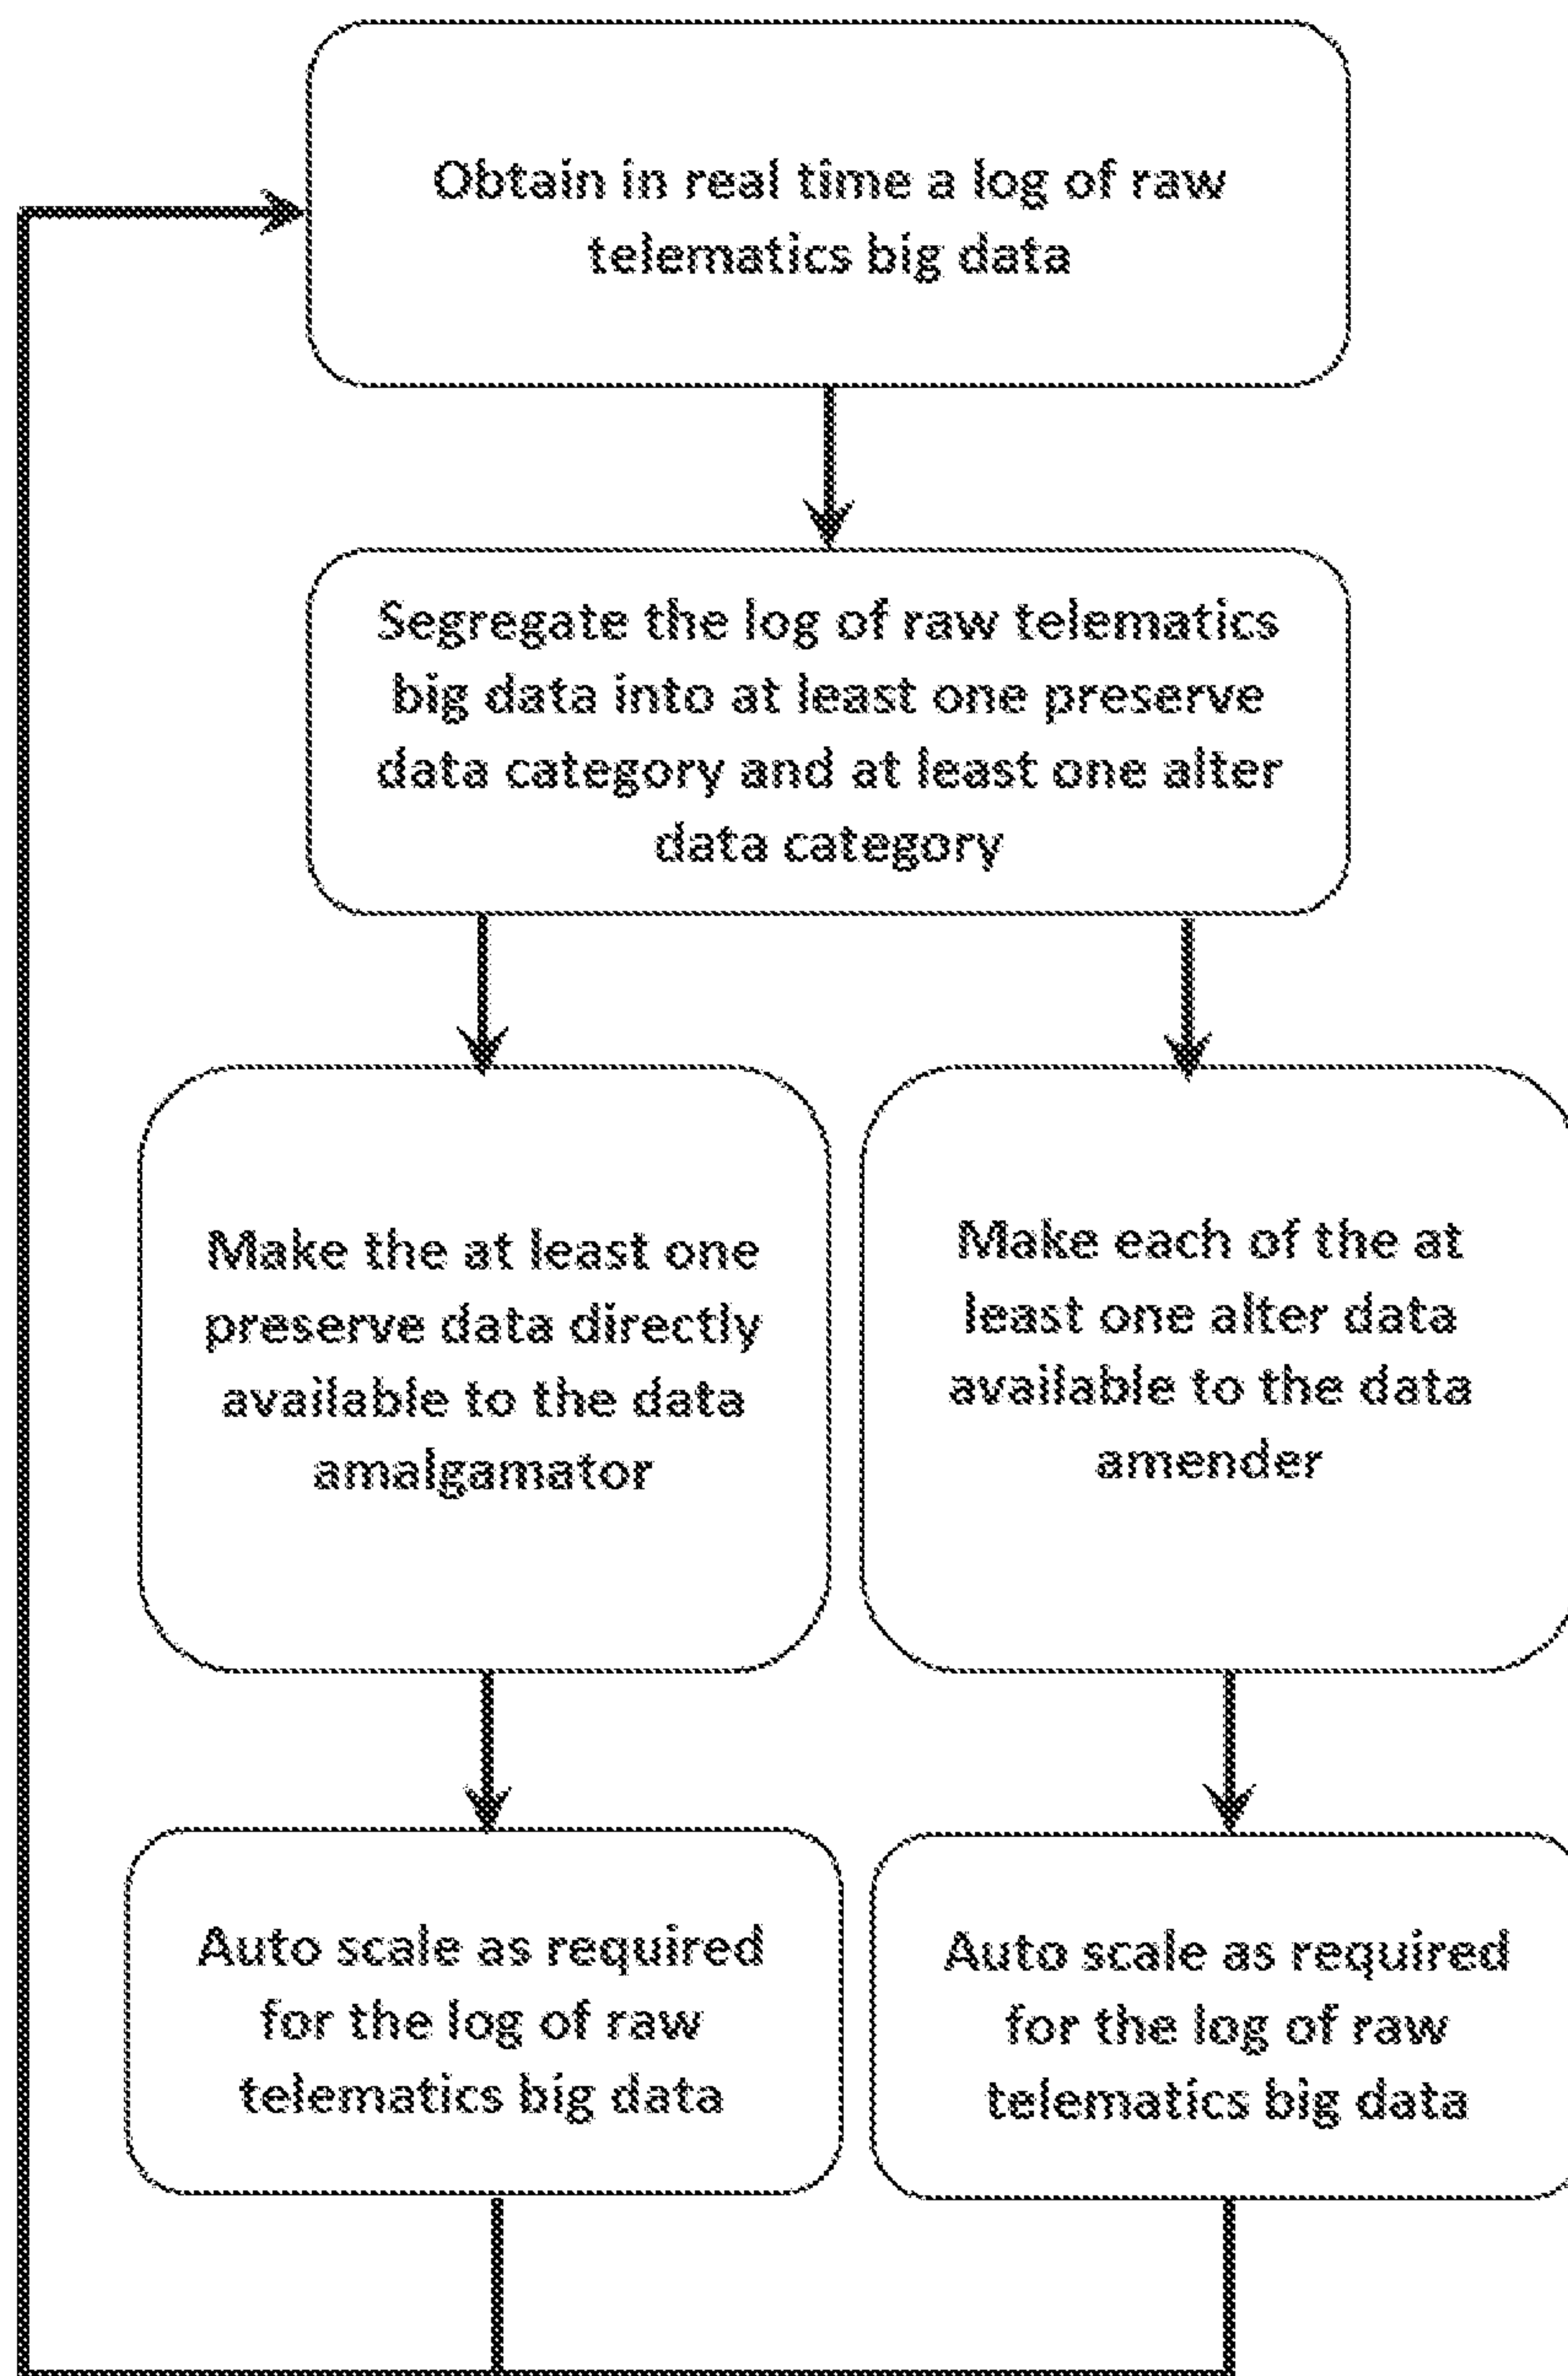 Obtain in real time a log of raw
telematics big data
Segregate the log of raw telematics
big data into at least one preserve
data category and at least one alter
data category
Make the at least one
preserve data directly
available to the data
amalgamator
Make each of the at
least one alter data
available to the data
amender
Auto scale as required
for the log of raw
telematics big data
Auto scale as required
for the log of raw
telematics big data